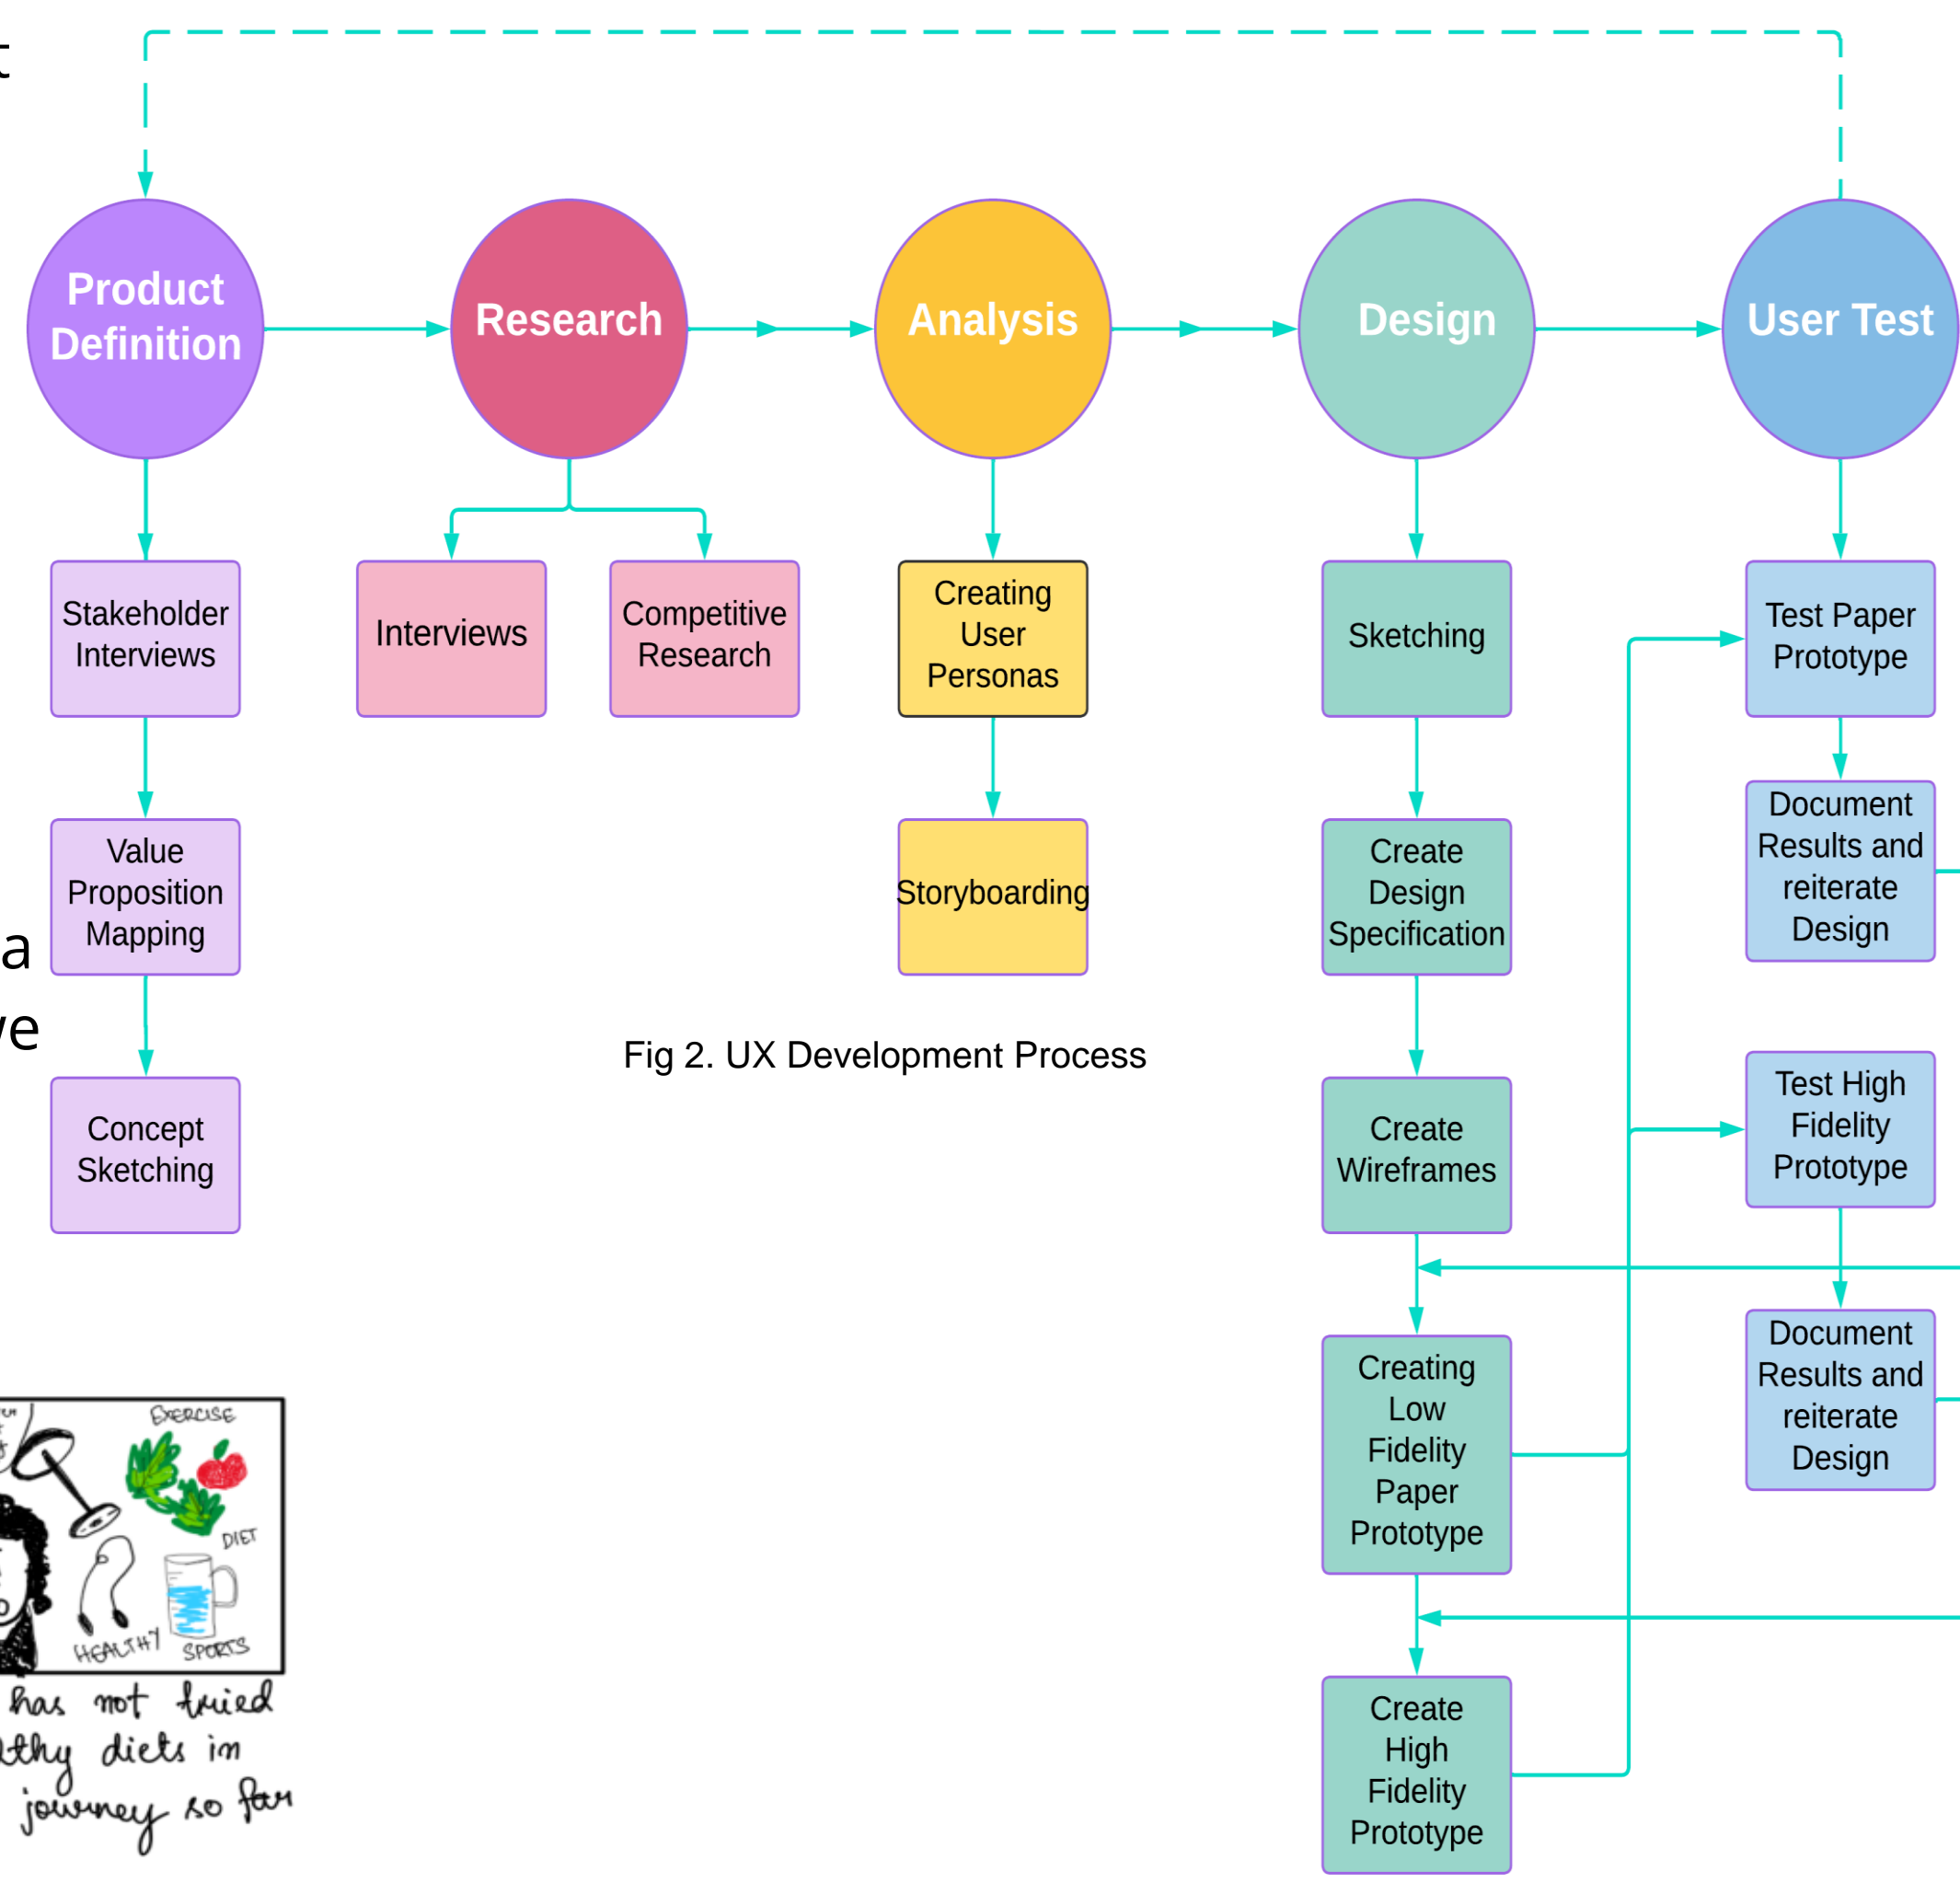 t
Product
Definition
Research
Analysis
Design
User Test
Stakeholder
Interviews
Interviews
Competitive
Research
Creating
User
Personas
Sketching
Test Paper
Prototype
Value
Proposition
Mapping
Storyboarding
Create
Design
Specification
Document
Results and
reiterate
Design
a
ve
Fig 2. UX Development Process
Concept
Sketching
Create
Wireframes
Test High
Fidelity
Prototype
Creating
Low
Fidelity
Paper
Prototype
Document
Results and
reiterate
Design
Create
High
Fidelity
Prototype
EXERCISE
DIET
HEALTHY
SPORTS
has not tried
lthy diets in
journey so far